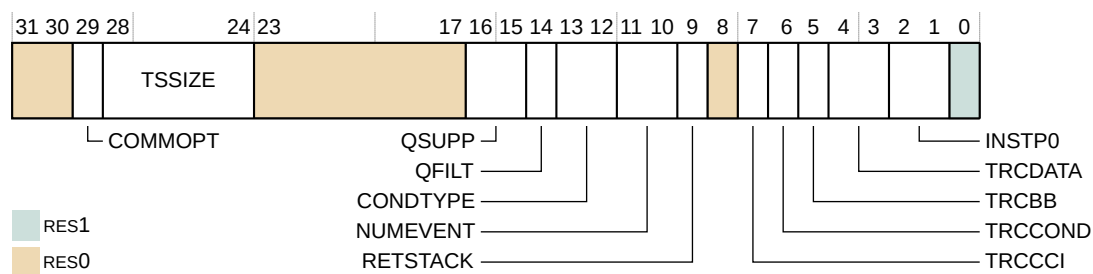 31 30 29 28 24 23 17 16 15 14 13 12 11 10 9 8 7 6 5 4 3 2 1 0
TSSIZE
COMMOPT QSUPP INSTP0
QFILT TRCDATA
CONDTYPE TRCBB
RES1 NUMEVENT TRCCOND
RES0 RETSTACK TRCCCI